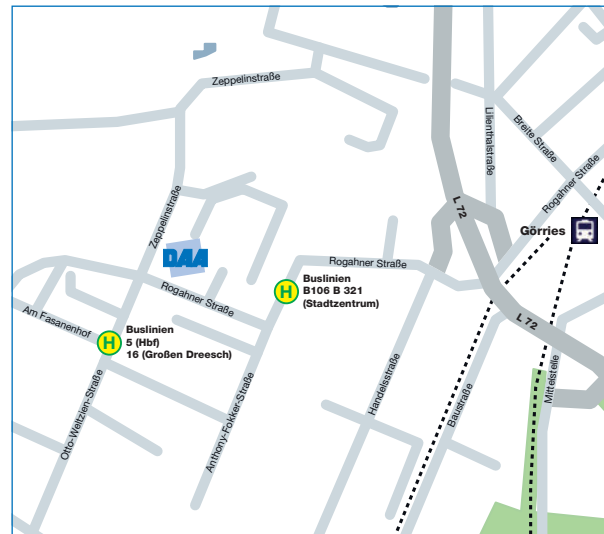 Zeppelinstraße
Lilienthalstraße
Breite Straße
Rogahner Straße
Zeppelinstraße
L 72
Görries
DAA
Rogahner Straße
Buslinien
B106 B 321
(Stadtzentrum)
H
Rogahner Straße
Am Fasanenhof
H
Buslinien
5 (Hbf)
16 (Großen Dreesch)
L 72
Mittelstelle
Handelsstraße
Baustraße
Otto-Weltzien-Straße
Anthony-Fokker-Straße